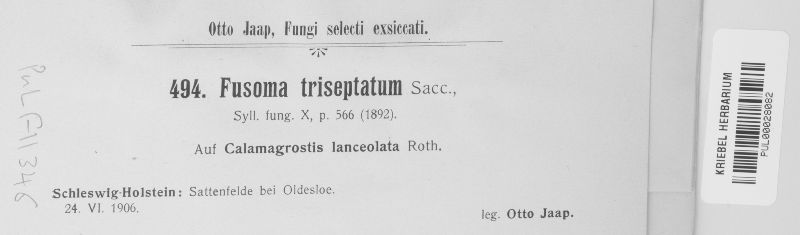 Otto Jaap, Fungi selecti exsiccati.
494. Fusoma triseptatum Sacc.,
Syll. fung. X, p. 566 (1892).
Auf Calamagrostis lanceolata Roth.
Schleswig-Holstein: Sattenfelde bei Oldesloe.
24. VI. 1906.
leg. Otto Jaap.
PUL F11346
KRIEBEL HERBARIUM
PUL00028082